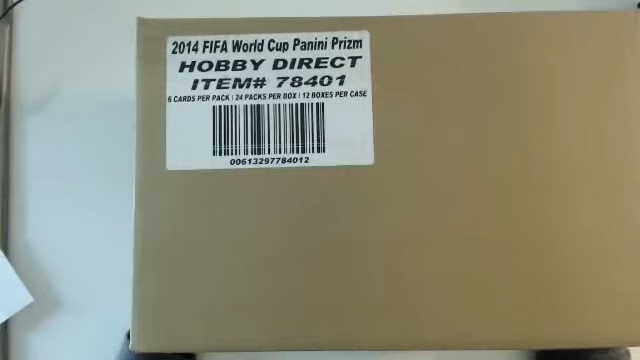 2014 FIFA World Cup Panini Prizm
HOBBY DIRECT
ITEM# 78401
6 CARDS PER PACK | 24 PACKS PER BOX | 12 BOXES PER CASE
00613297784012